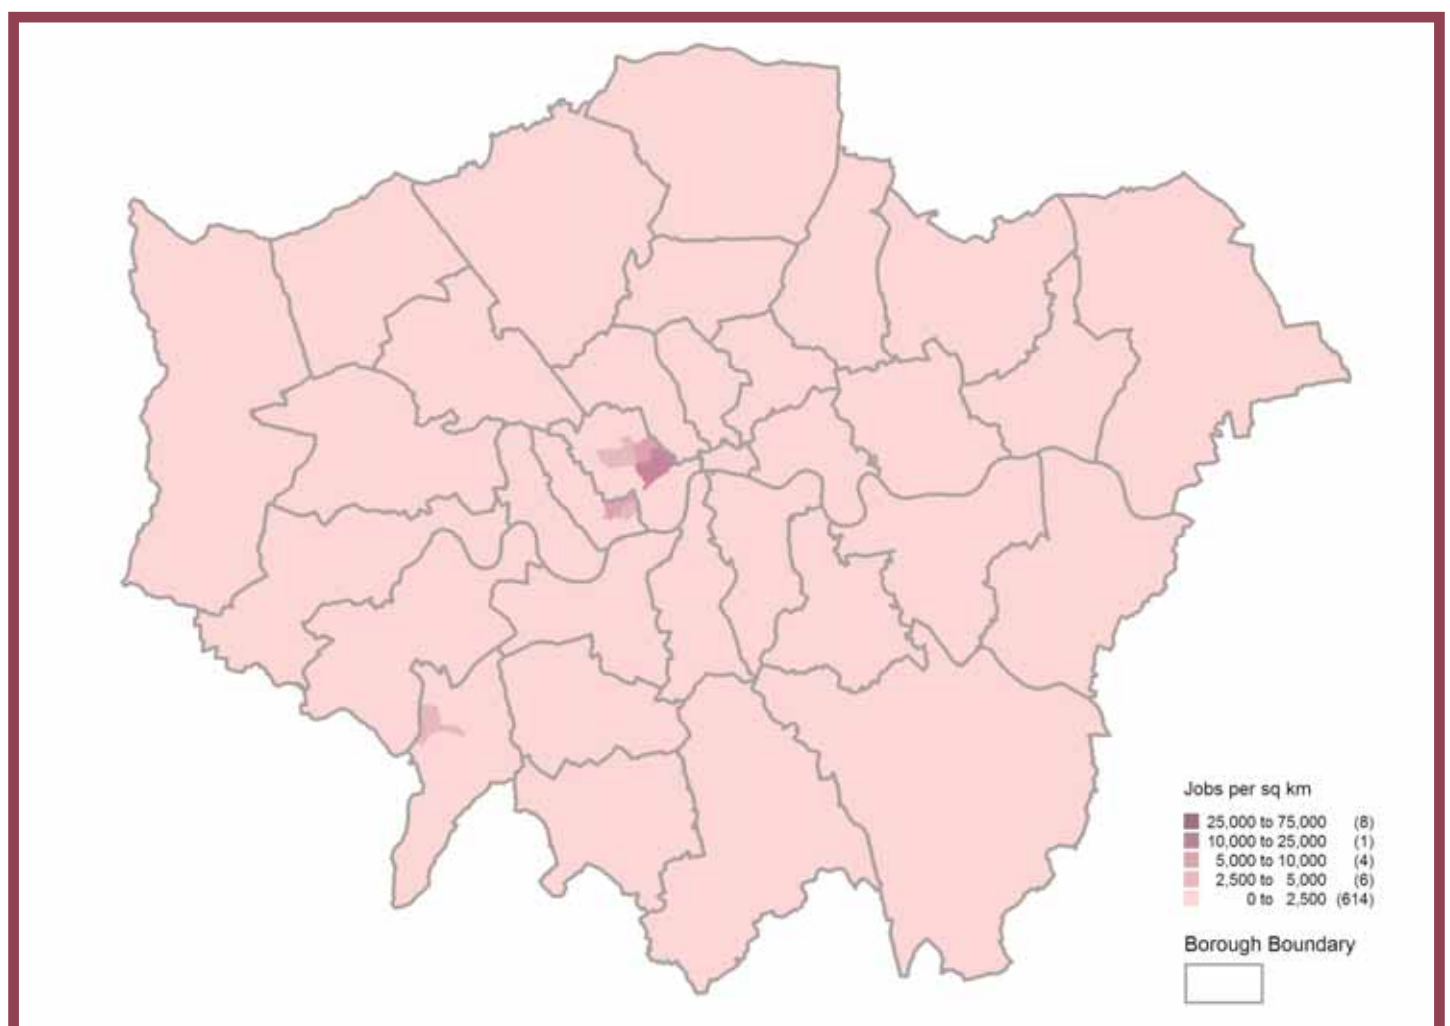 Jobs per sq km
25,000 to 75,000 (8)
10,000 to 25,000 (1)
5,000 to 10,000 (4)
2,500 to 5,000 (6)
0 to 2,500 (614)
Borough Boundary